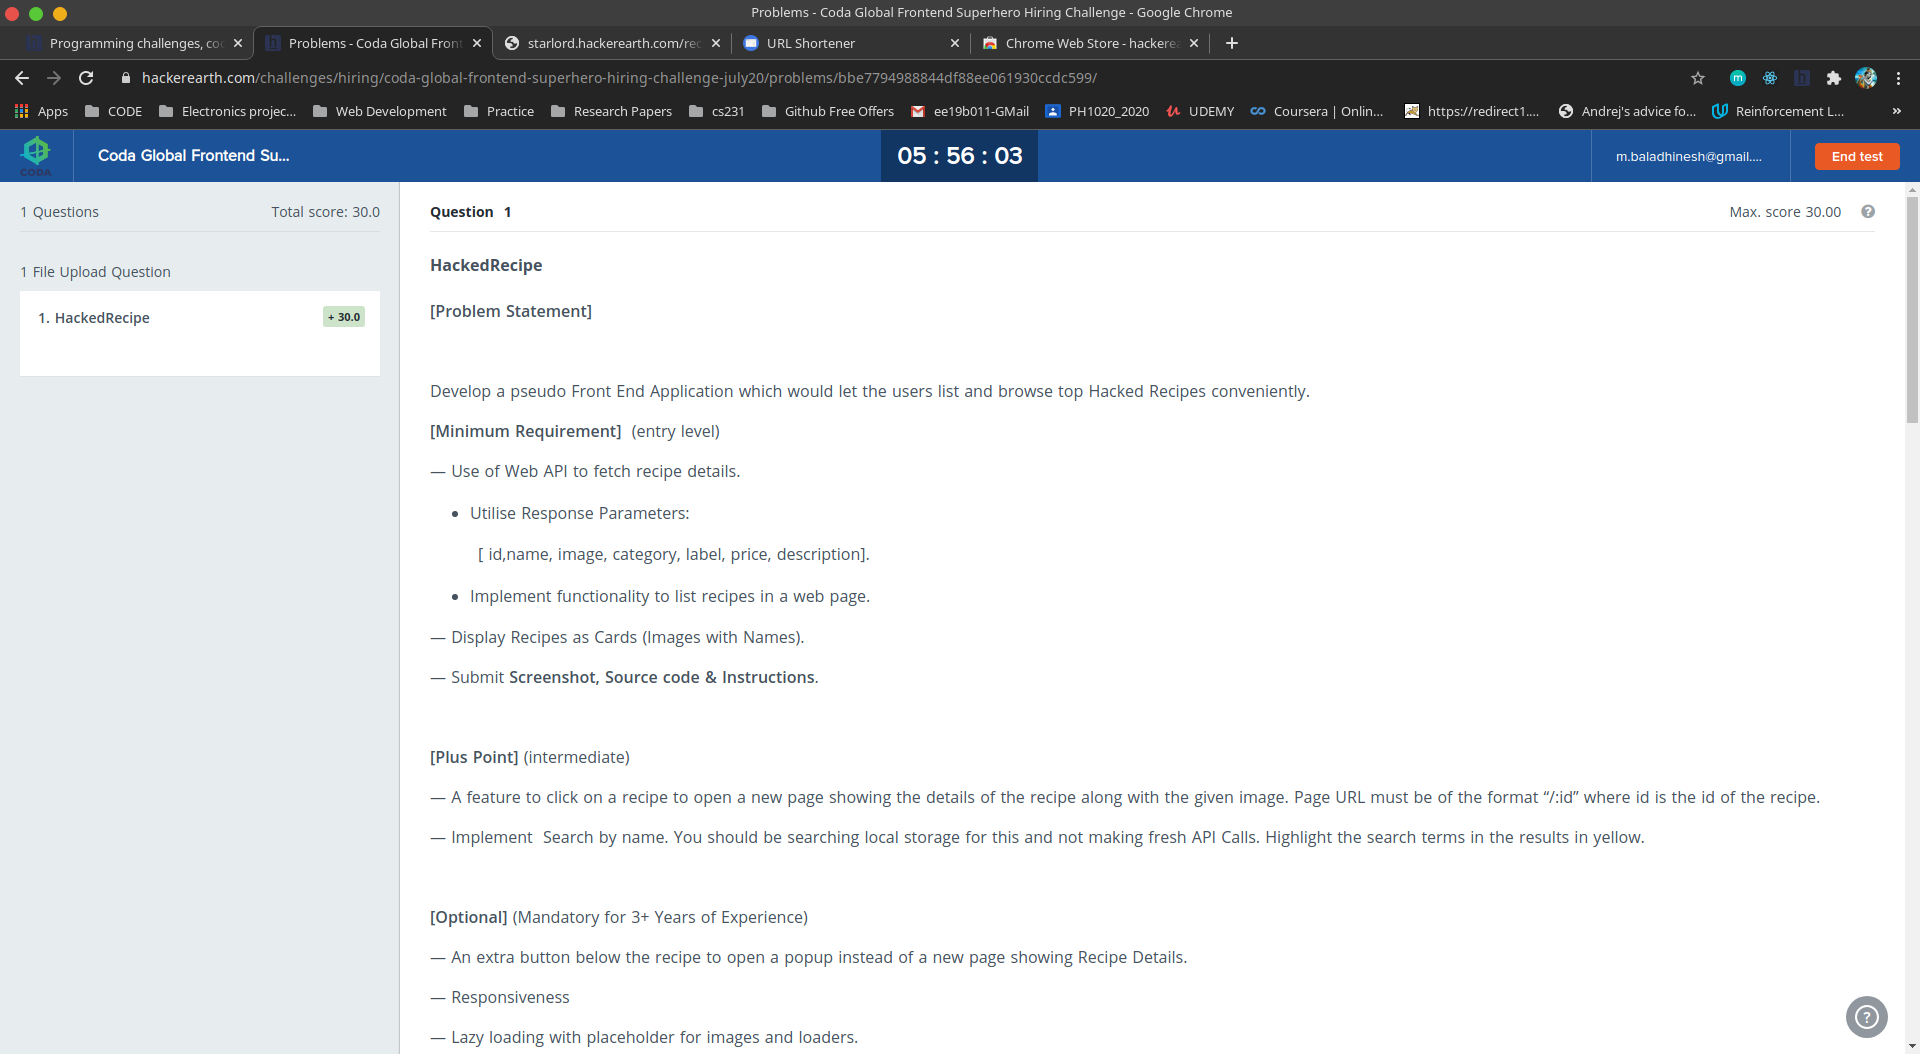 Problems - Coda Global Frontend Superhero Hiring Challenge - Google Chrome
Programming challenges, co
Problems - Coda Global Front
starlord.hackerearth.com/rec
URL Shortener
Chrome Web Store - hackerea
hackerearth.com/challenges/hiring/coda-global-frontend-superhero-hiring-challenge-july20/problems/bbe7794988844df88ee061930ccdc599/
Apps CODE Electronics projec... Web Development Practice Research Papers cs231 Github Free Offers ee19b011-GMail PH1020_2020 UDEMY Coursera | Onlin... https://redirect1.... Andrej's advice fo... Reinforcement L... »
CODA
Coda Global Frontend Su...
05 : 56 : 03
m.baladhinesh@gmail....
End test
1 Questions
Total score: 30.0
1 File Upload Question
1. HackedRecipe
+ 30.0
Question 1
Max. score 30.00
HackedRecipe
[Problem Statement]
Develop a pseudo Front End Application which would let the users list and browse top Hacked Recipes conveniently.
[Minimum Requirement] (entry level)
— Use of Web API to fetch recipe details.
• Utilise Response Parameters:
[ id,name, image, category, label, price, description].
• Implement functionality to list recipes in a web page.
— Display Recipes as Cards (Images with Names).
— Submit Screenshot, Source code & Instructions.
[Plus Point] (intermediate)
— A feature to click on a recipe to open a new page showing the details of the recipe along with the given image. Page URL must be of the format “/:id” where id is the id of the recipe.
— Implement Search by name. You should be searching local storage for this and not making fresh API Calls. Highlight the search terms in the results in yellow.
[Optional] (Mandatory for 3+ Years of Experience)
— An extra button below the recipe to open a popup instead of a new page showing Recipe Details.
— Responsiveness
— Lazy loading with placeholder for images and loaders.